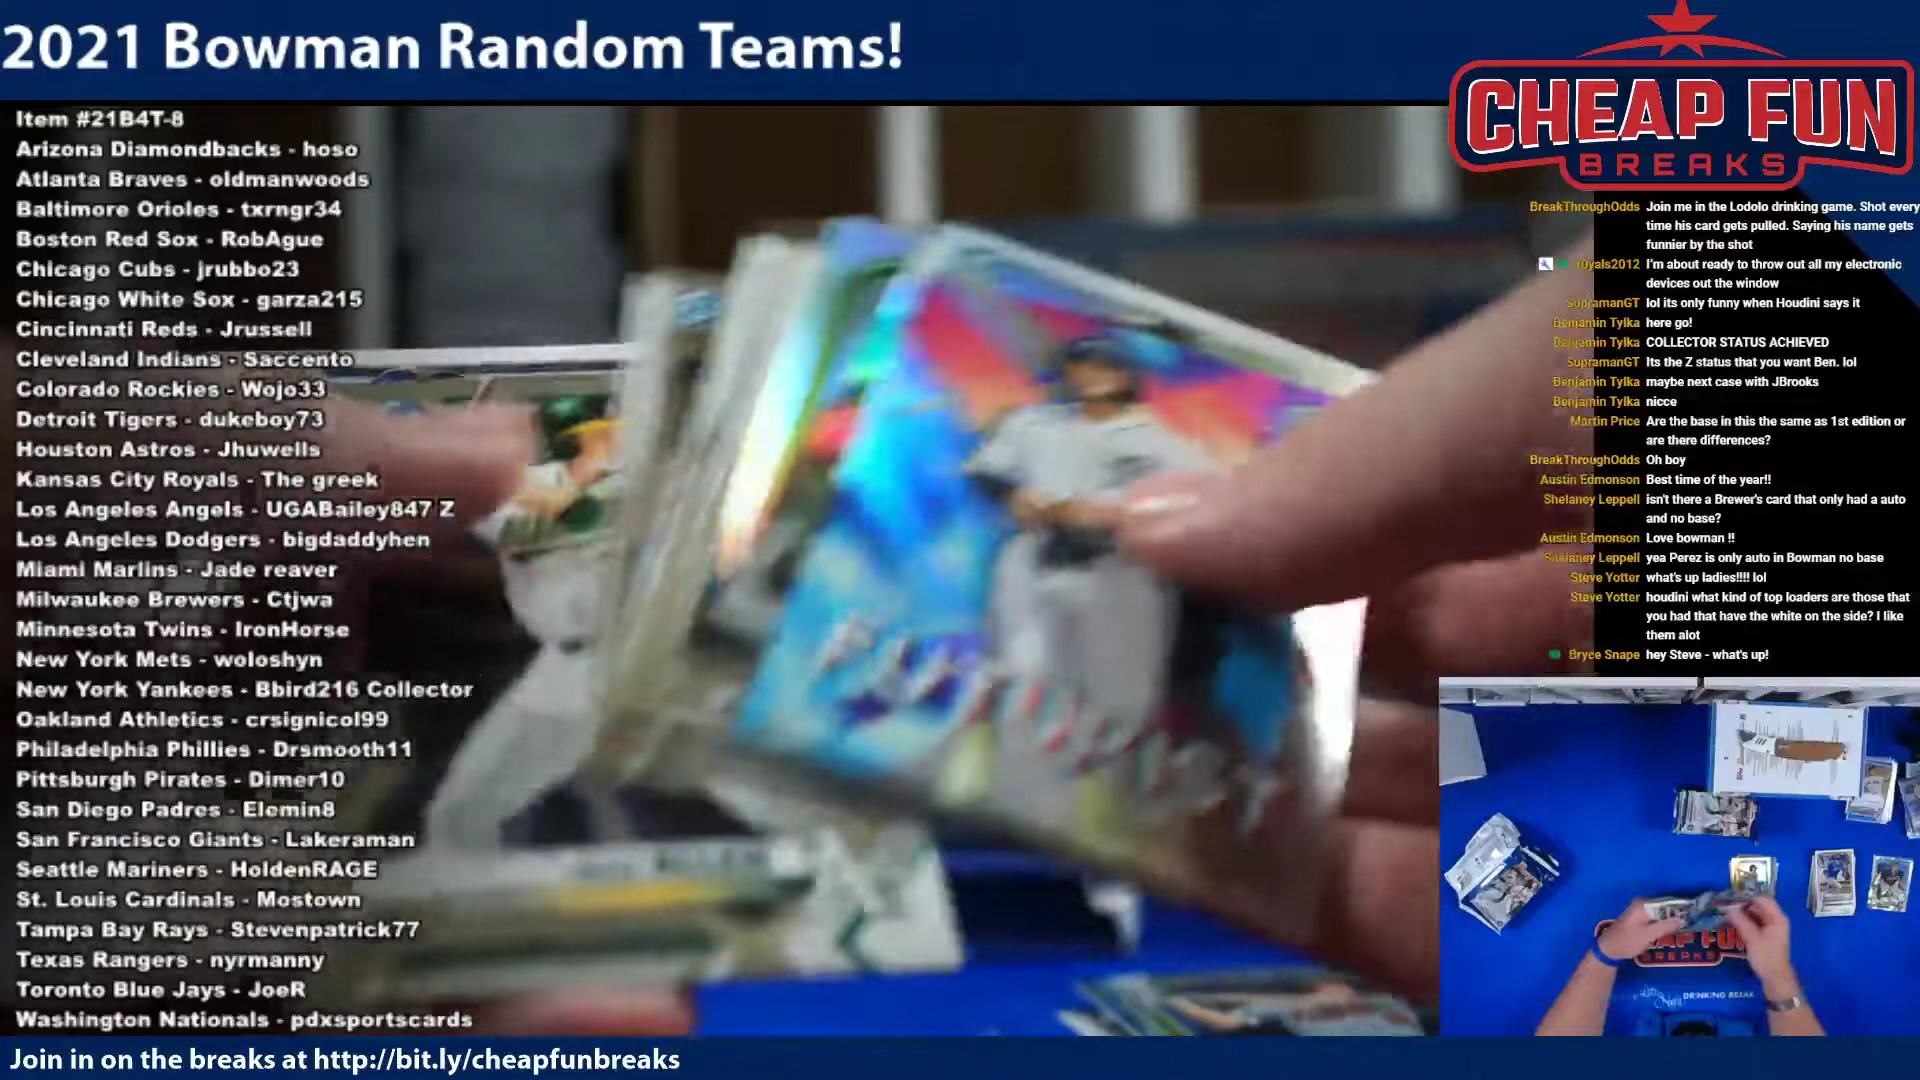 2021 Bowman Random Teams!
CHEAP FUN
BREAKS
Item #21B4T-8
Arizona Diamondbacks - hoso
Atlanta Braves - oldmanwoods
Baltimore Orioles - txrngr34
Boston Red Sox - RobAgue
Chicago Cubs - jrubbo23
Chicago White Sox - garza215
Cincinnati Reds - Jrussell
Cleveland Indians - Saccento
Colorado Rockies - Wojo33
Detroit Tigers - dukeboy73
Houston Astros - Jhuwells
Kansas City Royals - The greek
Los Angeles Angels - UGABailey847 Z
Los Angeles Dodgers - bigdaddyhen
Miami Marlins - Jade reaver
Milwaukee Brewers - Ctjwa
Minnesota Twins - IronHorse
New York Mets - woloshyn
New York Yankees - Bbird216 Collector
Oakland Athletics - crsignicol99
Philadelphia Phillies - Drsmooth11
Pittsburgh Pirates - Dimer10
San Diego Padres - Elemin8
San Francisco Giants - Lakeraman
Seattle Mariners - HoldenRAGE
St. Louis Cardinals - Mostown
Tampa Bay Rays - Stevenpatrick77
Texas Rangers - nyrmanny
Toronto Blue Jays - JoeR
Washington Nationals - pdxsportscards
BreakThroughOdds Join me in the Lodolo drinking game. Shot every
time his card gets pulled. Saying his name gets
funnier by the shot
r0yals2012 I'm about ready to throw out all my electronic
devices out the window
SupramanGT lol its only funny when Houdini says it
Benjamin Tylka here go!
Benjamin Tylka COLLECTOR STATUS ACHIEVED
SupramanGT Its the Z status that you want Ben. lol
Benjamin Tylka maybe next case with JBrooks
Benjamin Tylka nicce
Martin Price Are the base in this the same as 1st edition or
are there differences?
BreakThroughOdds Oh boy
Austin Edmonson Best time of the year!!
Shelaney Leppell isn't there a Brewer's card that only had a auto
and no base?
Austin Edmonson Love bowman !!
Shelaney Leppell yea Perez is only auto in Bowman no base
Steve Yotter what's up ladies!!!! lol
Steve Yotter houdini what kind of top loaders are those that
you had that have the white on the side? I like
them alot
Bryce Snape hey Steve - what's up!
BREAKS
DRINKING BREAK
Join in on the breaks at http://bit.ly/cheapfunbreaks